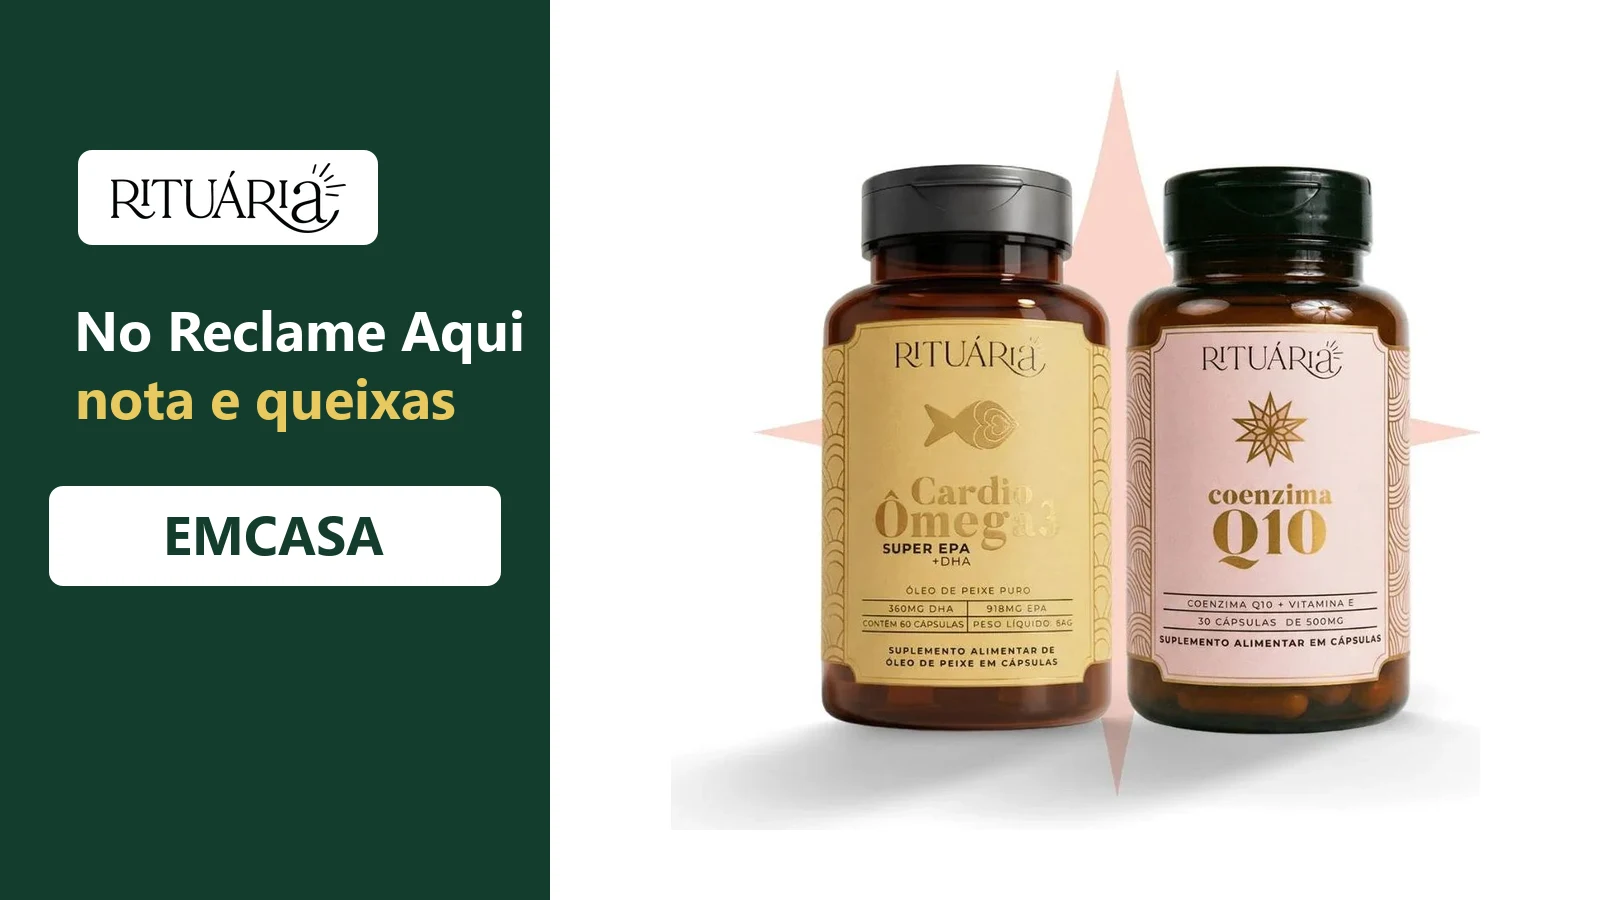 RITUÁRIA
No Reclame Aqui
nota e queixas
EMCASA
RITUÁRIA
Cardio
Ômega3
SUPER EPA
+DHA
ÓLEO DE PEIXE PURO
360MG DHA 918MG EPA
CONTÉM 60 CÁPSULAS PESO LÍQUIDO: 84G
SUPLEMENTO ALIMENTAR DE
ÓLEO DE PEIXE EM CÁPSULAS
RITUÁRIA
coenzima
Q10
COENZIMA Q10 + VITAMINA E
30 CÁPSULAS DE 500MG
SUPLEMENTO ALIMENTAR EM CÁPSULAS